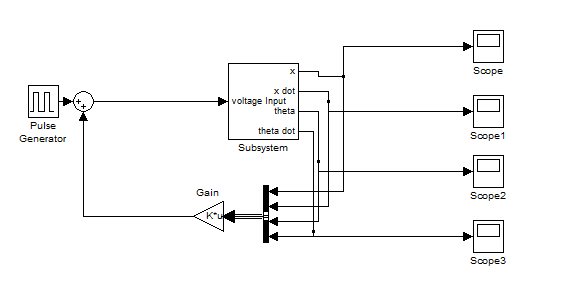 x
Scope
x dot
voltage Input
theta
Pulse
Generator
theta dot
Scope1
Subsystem
Gain
Scope2
K*u
Scope3